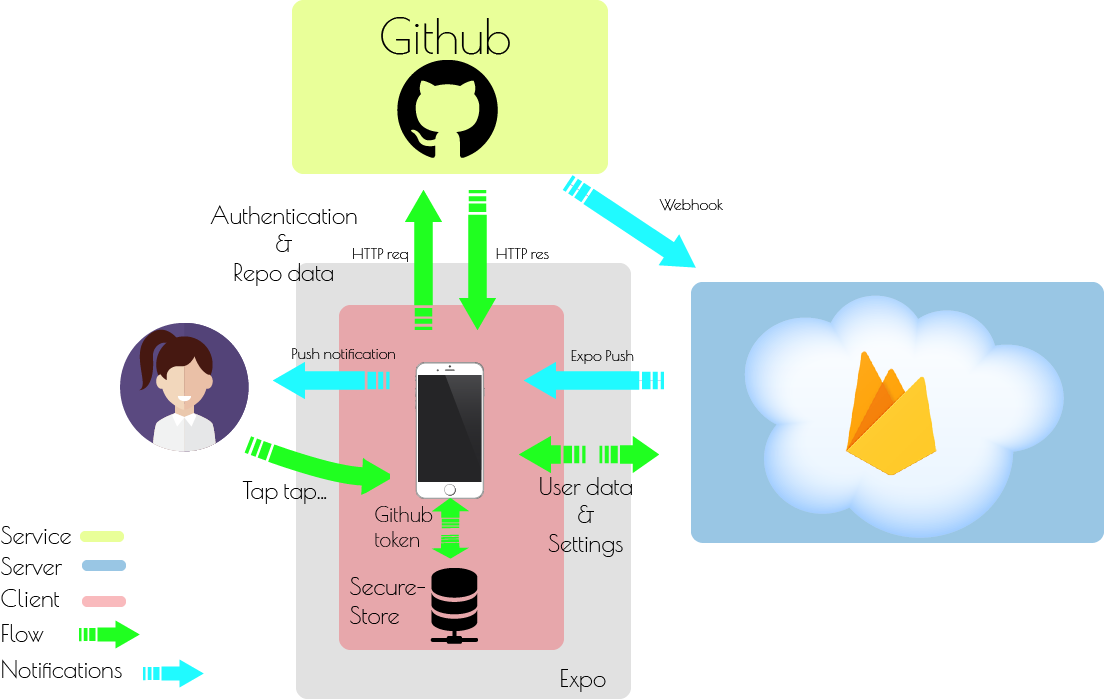 Github
Webhook
Authentication
&
Repo data
HTTP req
HTTP res
Push notification
Expo Push
Tap tap...
User data
&
Settings
Github
token
Secure-
Store
Expo
Service
Server
Client
Flow
Notifications